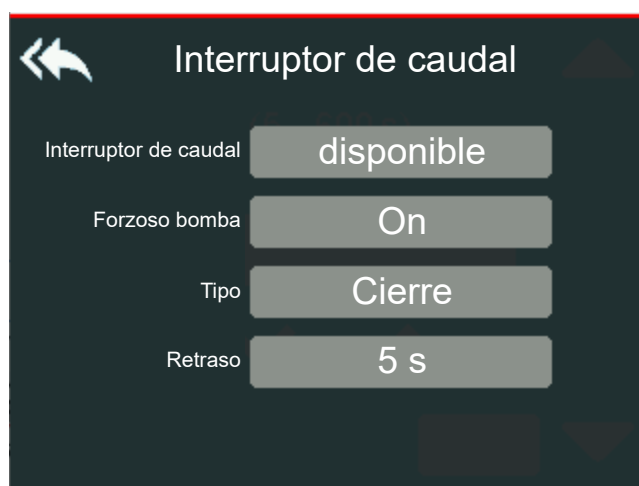 Interruptor de caudal
Interruptor de caudal disponible
Forzoso bomba On
Tipo Cierre
Retraso 5 s